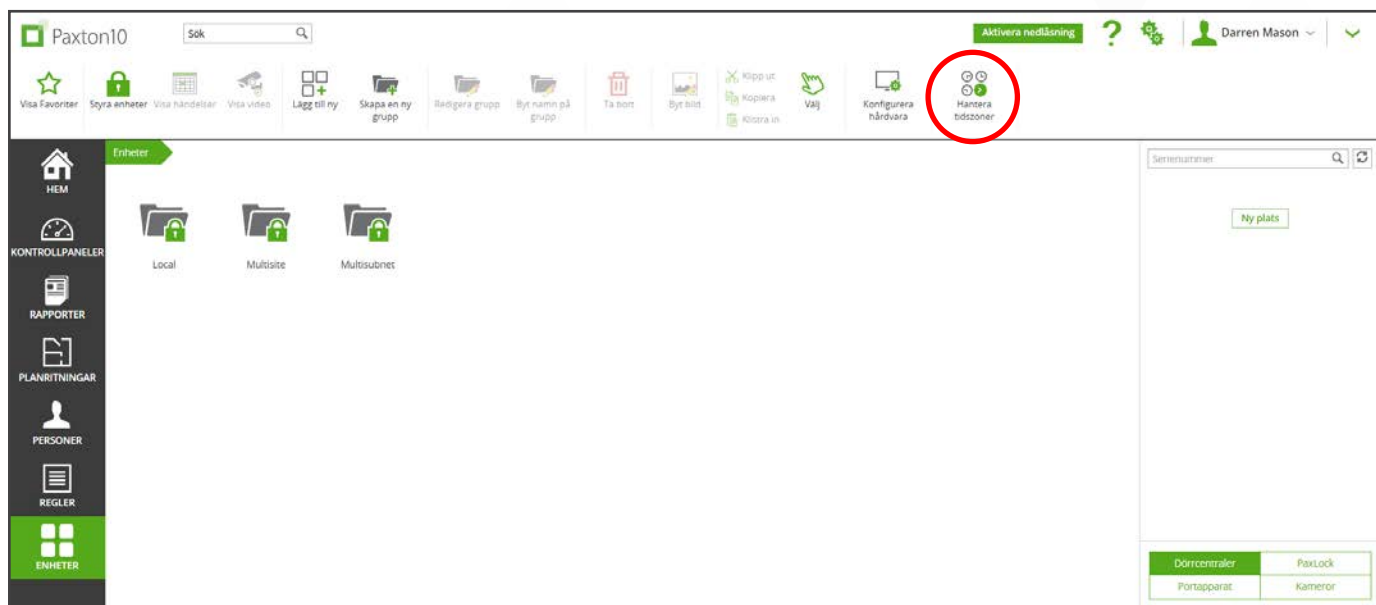 Paxton10
Sök
Aktivera nedlåsning
?
Darren Mason
Visa Favoriter
Styra enheter
Visa händelser
Visa video
Lägg till ny
Skapa en ny
grupp
Redigera grupp
Byt namn på
grupp
Ta bort
Byt bild
Klipp ut
Kopiera
Klistra in
Välj
Konfigurera
hårdvara
Hantera
tidszoner
HEM
KONTROLLPANELER
RAPPORTER
PLANRITNINGAR
PERSONER
REGLER
ENHETER
Enheter
Local
Multisite
Multisubnet
Serienummer
Ny plats
Dörrcentraler
PaxLock
Portapparat
Kameror